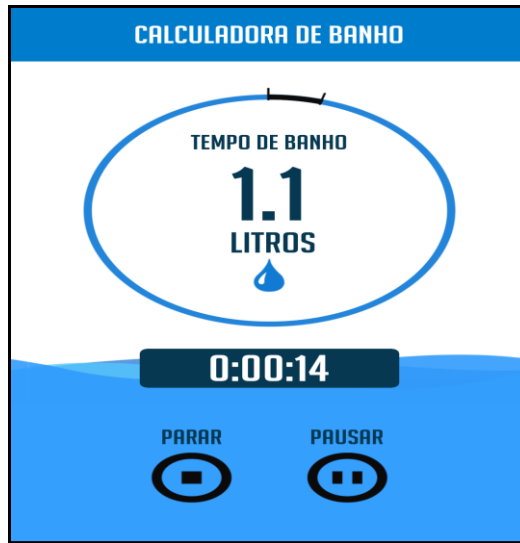 CALCULADORA DE BANHO
TEMPO DE BANHO
1.1
LITROS
0:00:14
PARAR PAUSAR